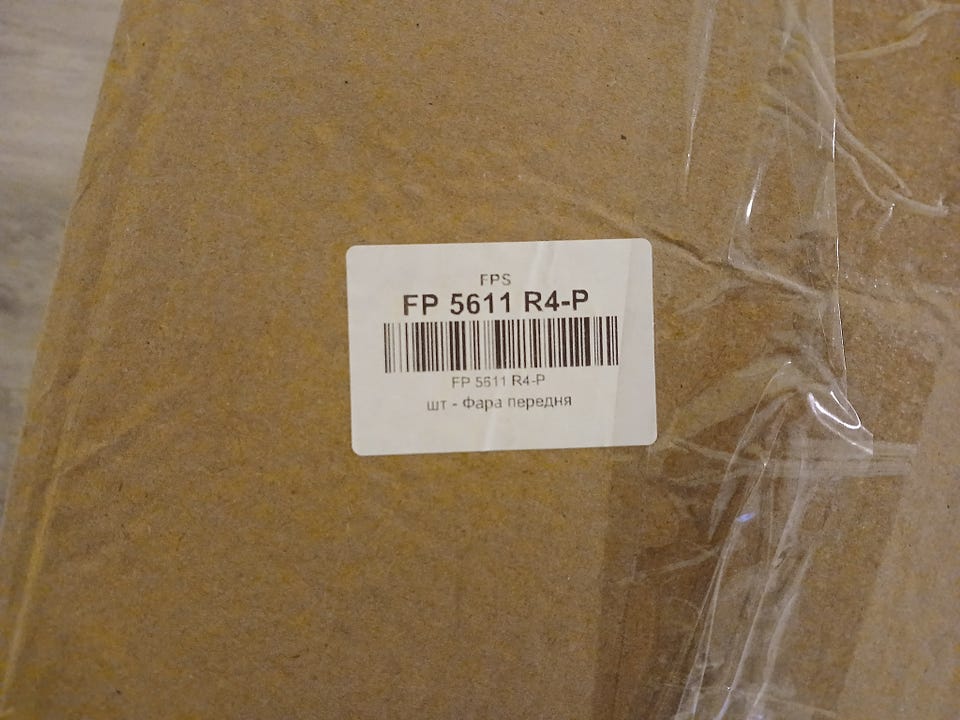 FPS
FP 5611 R4-P
FP 5611 R4-P
шт - Фара передня